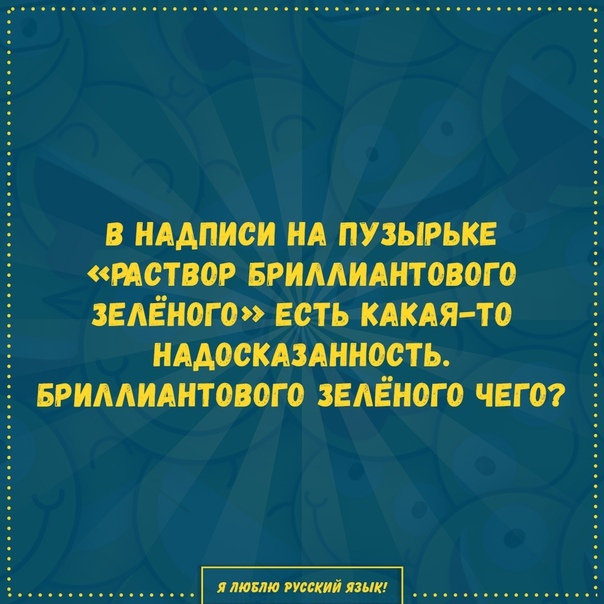 В НАДПИСИ НА ПУЗЫРЬКЕ
«РАСТВОР БРИЛЛИАНТОВОГО
ЗЕЛЁНОГО» ЕСТЬ КАКАЯ-ТО
НАДОСКАЗАННОСТЬ.
БРИЛЛИАНТОВОГО ЗЕЛЁНОГО ЧЕГО?
Я ЛЮБЛЮ РУССКИЙ ЯЗЫК!